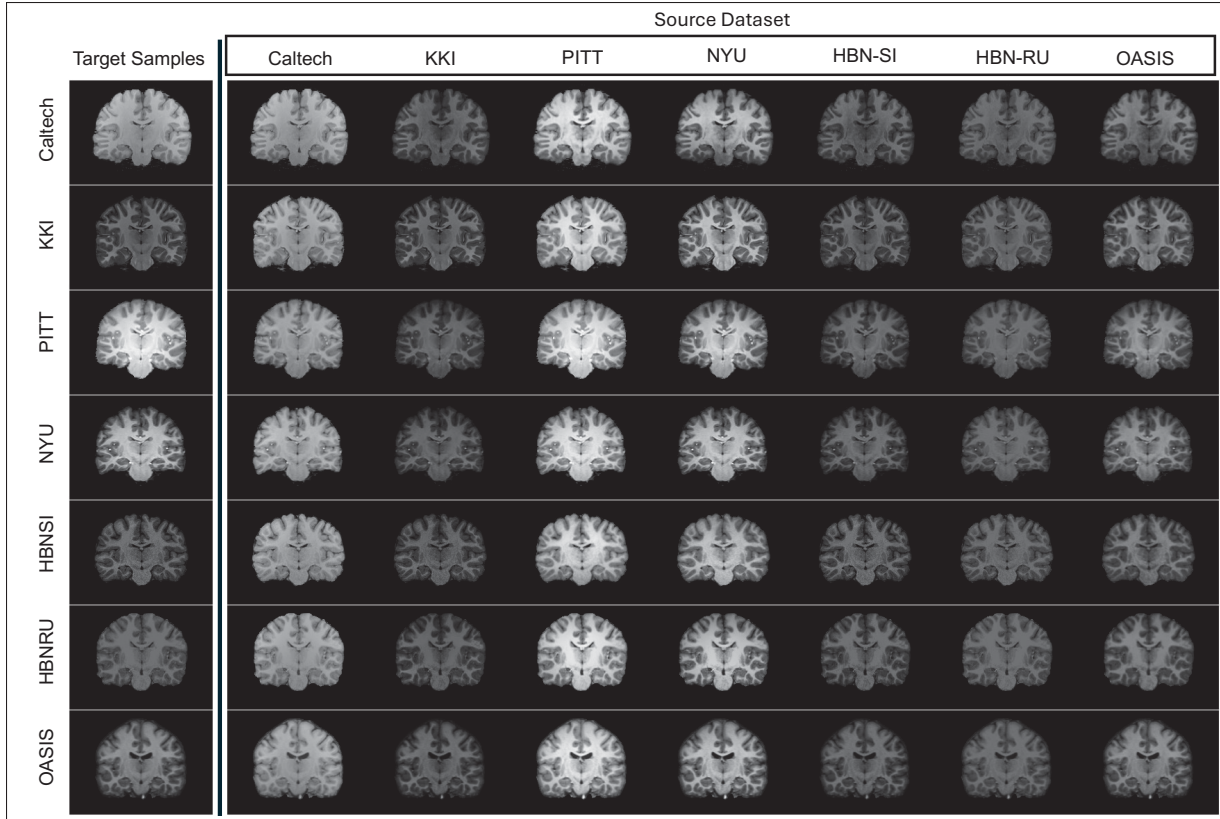 Source Dataset
Target Samples
Caltech
KKI
PITT
NYU
HBN-SI
HBN-RU
OASIS
Caltech
KKI
PITT
NYU
HBNSI
HBNRU
OASIS